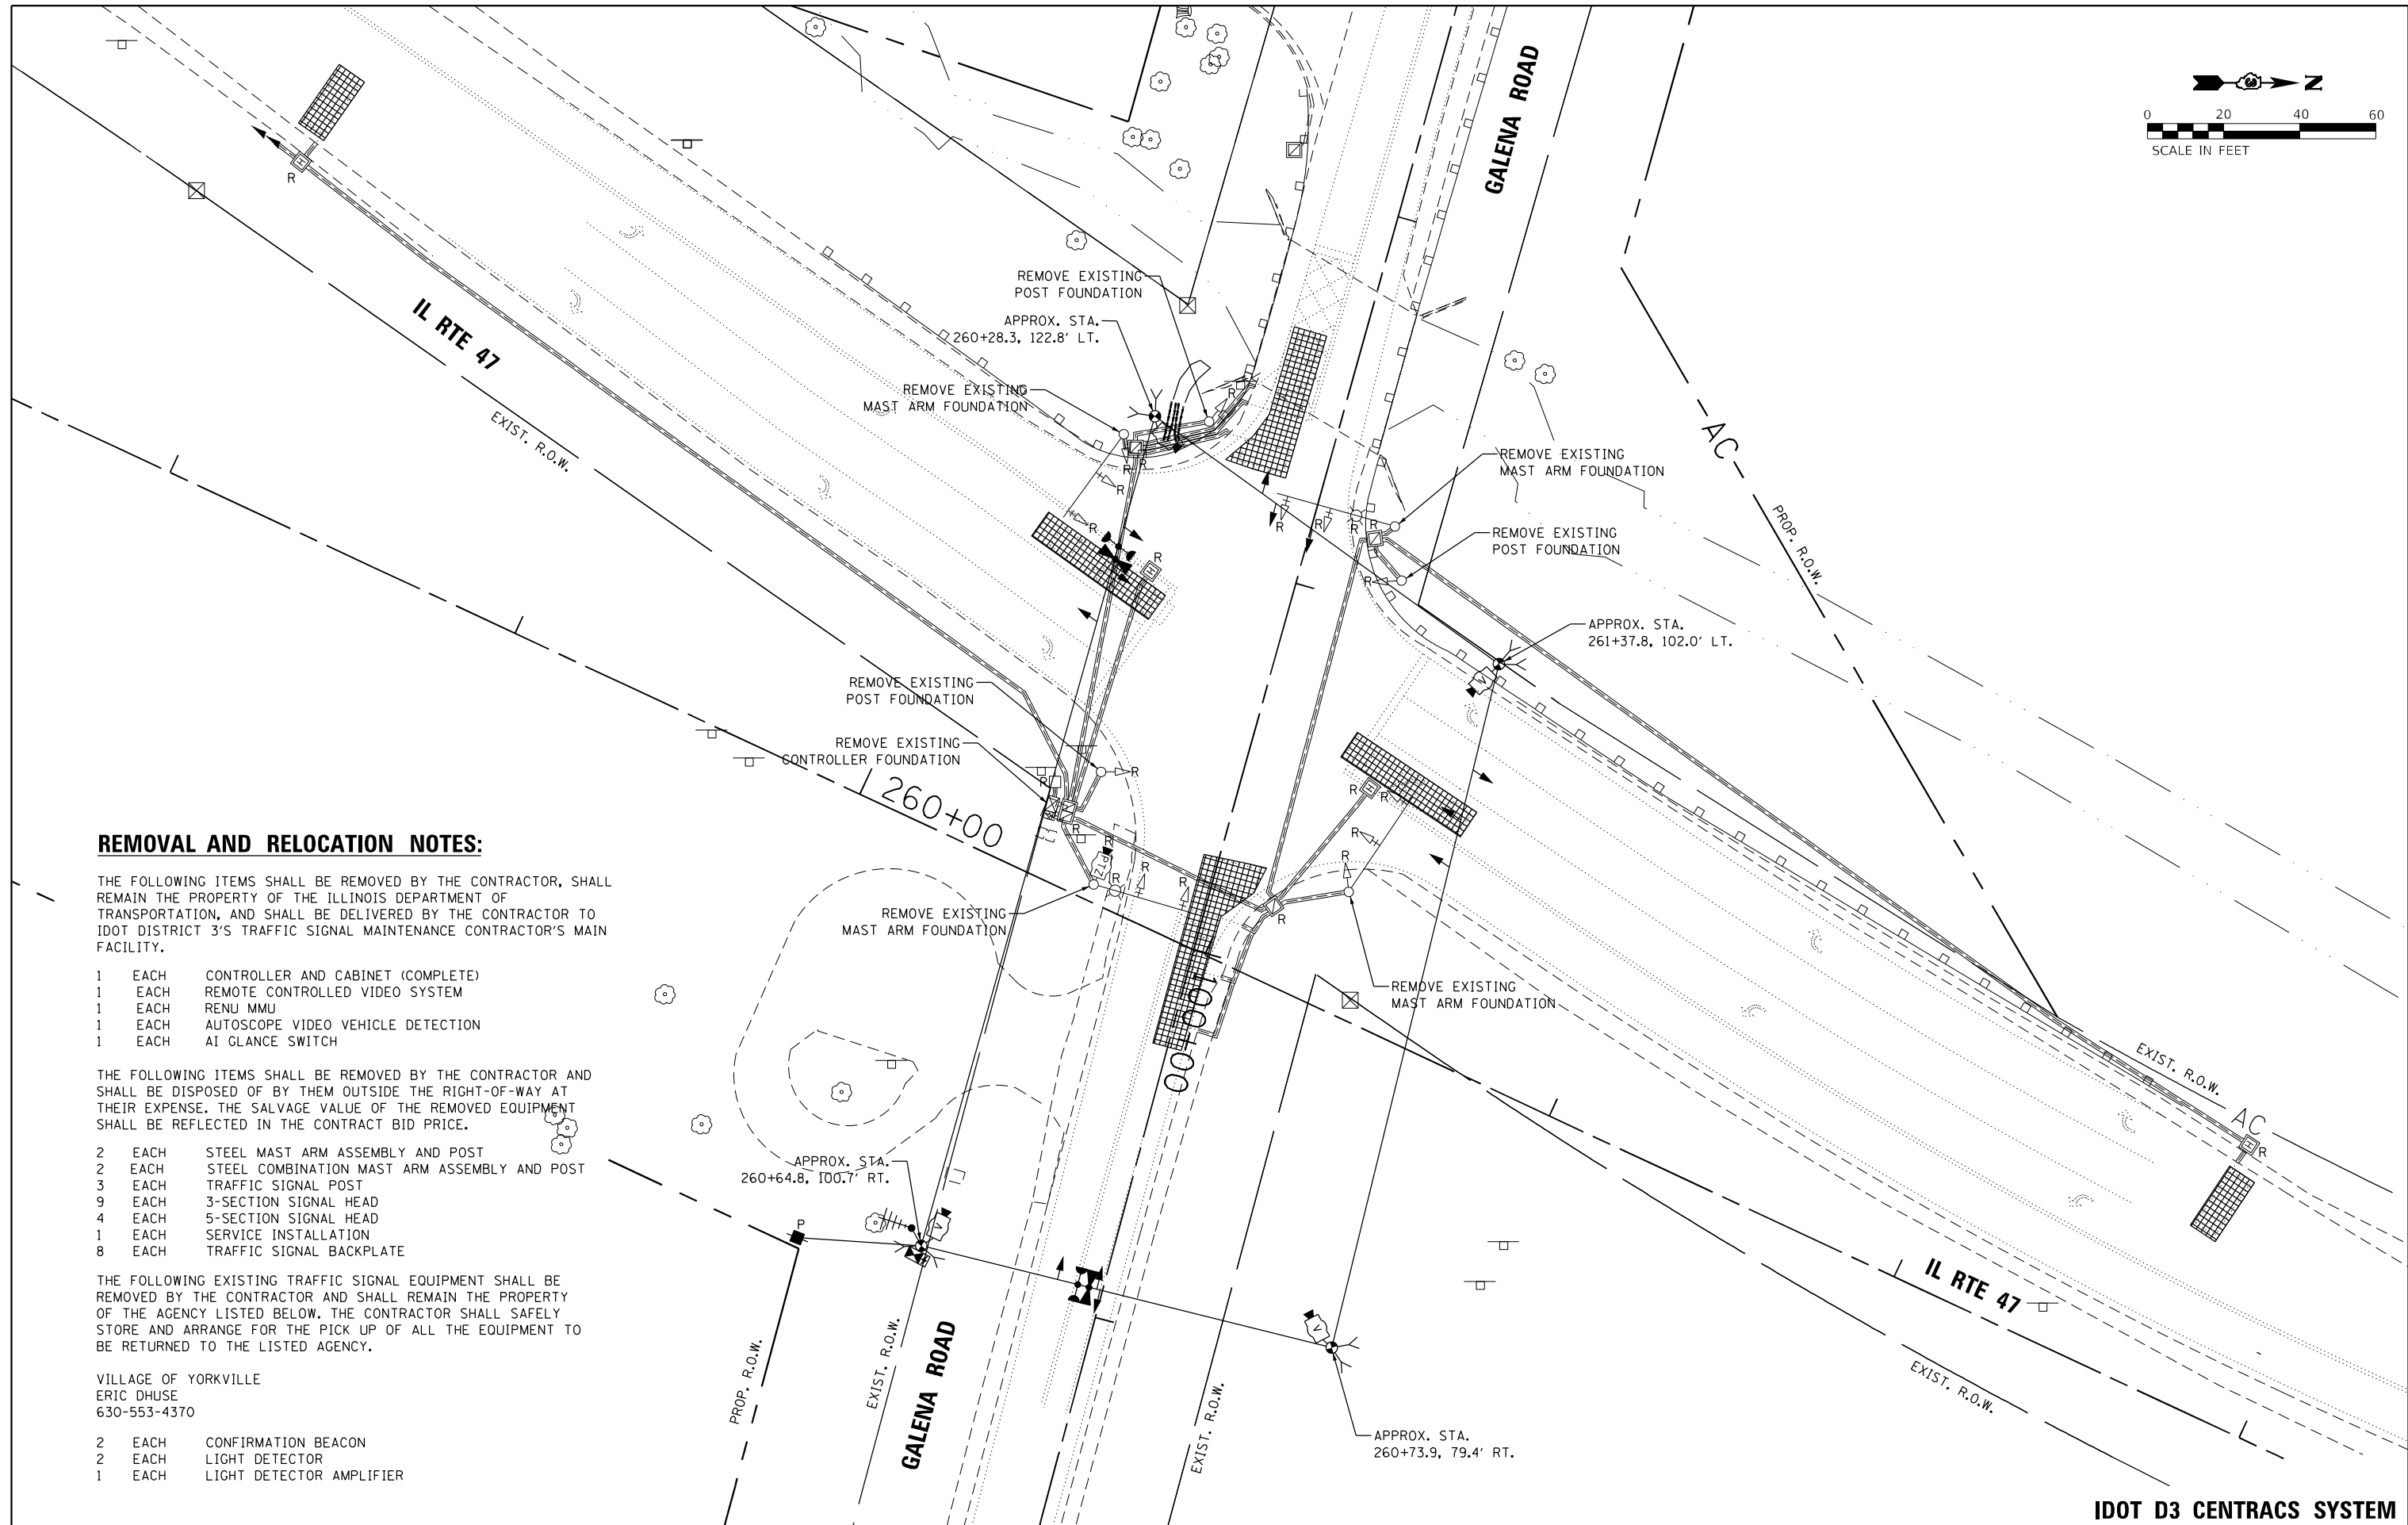 N
0 20 40 60
SCALE IN FEET
GALENA ROAD
R
IL RTE 47
EXIST. R.O.W.
REMOVE EXISTING
POST FOUNDATION
APPROX. STA.
260+28.3, 122.8' LT.
REMOVE EXISTING
MAST ARM FOUNDATION
R
R
R
R
R
R
H
H
AC
PROP. R.O.W.
REMOVE EXISTING
MAST ARM FOUNDATION
REMOVE EXISTING
POST FOUNDATION
R
R
R
R
R
APPROX. STA.
261+37.8, 102.0' LT.
V
REMOVE EXISTING
POST FOUNDATION
REMOVE EXISTING
CONTROLLER FOUNDATION
R
R
R
R
PTZ
R
R
R
260+00
REMOVE EXISTING
MAST ARM FOUNDATION
H
R
R
R
R
R
REMOVE EXISTING
MAST ARM FOUNDATION
100+00
EXIST. R.O.W.
AC
H
R
IL RTE 47
EXIST. R.O.W.
APPROX. STA.
260+64.8, 100.7' RT.
P
V
V
PROP. R.O.W.
EXIST. R.O.W.
GALENA ROAD
EXIST. R.O.W.
APPROX. STA.
260+73.9, 79.4' RT.
REMOVAL AND RELOCATION NOTES:
THE FOLLOWING ITEMS SHALL BE REMOVED BY THE CONTRACTOR, SHALL
REMAIN THE PROPERTY OF THE ILLINOIS DEPARTMENT OF
TRANSPORTATION, AND SHALL BE DELIVERED BY THE CONTRACTOR TO
IDOT DISTRICT 3'S TRAFFIC SIGNAL MAINTENANCE CONTRACTOR'S MAIN
FACILITY.
1 EACH CONTROLLER AND CABINET (COMPLETE)
1 EACH REMOTE CONTROLLED VIDEO SYSTEM
1 EACH RENU MMU
1 EACH AUTOSCOPE VIDEO VEHICLE DETECTION
1 EACH AI GLANCE SWITCH
THE FOLLOWING ITEMS SHALL BE REMOVED BY THE CONTRACTOR AND
SHALL BE DISPOSED OF BY THEM OUTSIDE THE RIGHT-OF-WAY AT
THEIR EXPENSE. THE SALVAGE VALUE OF THE REMOVED EQUIPMENT
SHALL BE REFLECTED IN THE CONTRACT BID PRICE.
2 EACH STEEL MAST ARM ASSEMBLY AND POST
2 EACH STEEL COMBINATION MAST ARM ASSEMBLY AND POST
3 EACH TRAFFIC SIGNAL POST
9 EACH 3-SECTION SIGNAL HEAD
4 EACH 5-SECTION SIGNAL HEAD
1 EACH SERVICE INSTALLATION
8 EACH TRAFFIC SIGNAL BACKPLATE
THE FOLLOWING EXISTING TRAFFIC SIGNAL EQUIPMENT SHALL BE
REMOVED BY THE CONTRACTOR AND SHALL REMAIN THE PROPERTY
OF THE AGENCY LISTED BELOW. THE CONTRACTOR SHALL SAFELY
STORE AND ARRANGE FOR THE PICK UP OF ALL THE EQUIPMENT TO
BE RETURNED TO THE LISTED AGENCY.
VILLAGE OF YORKVILLE
ERIC DHUSE
630-553-4370
2 EACH CONFIRMATION BEACON
2 EACH LIGHT DETECTOR
1 EACH LIGHT DETECTOR AMPLIFIER
IDOT D3 CENTRACS SYSTEM